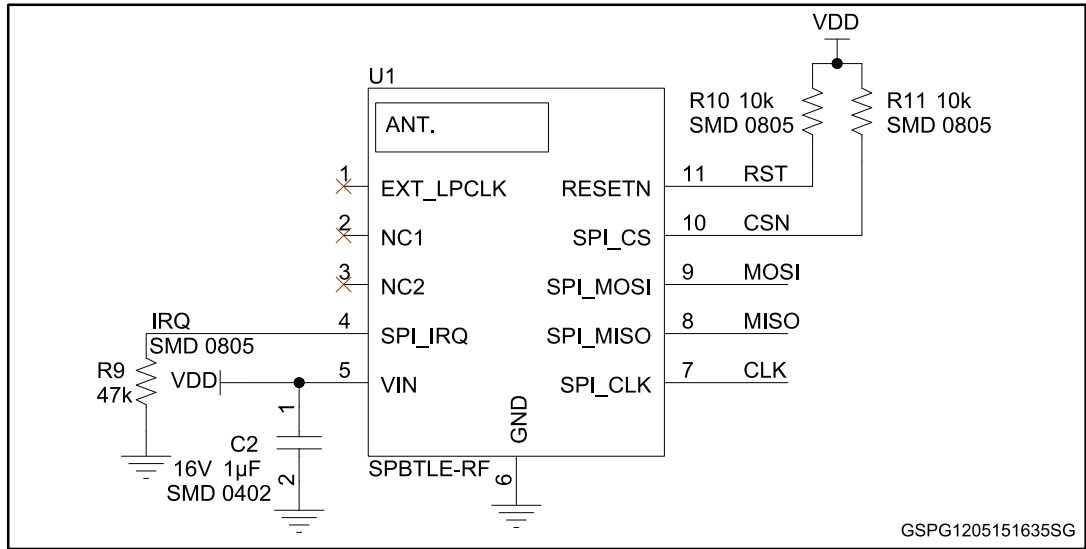 VDD
U1
R10 10k
SMD 0805
R11 10k
SMD 0805
ANT.
1
EXT_LPCLK
RESETN
11
RST
2
NC1
SPI_CS
10
CSN
3
NC2
SPI_MOSI
9
MOSI
IRQ
4
SPI_IRQ
SPI_MISO
8
MISO
SMD 0805
R9
47k
VDD
5
VIN
SPI_CLK
7
CLK
1
GND
C2
16V 1µF
SMD 0402
2
SPBTLE-RF
6
GSPG1205151635SG